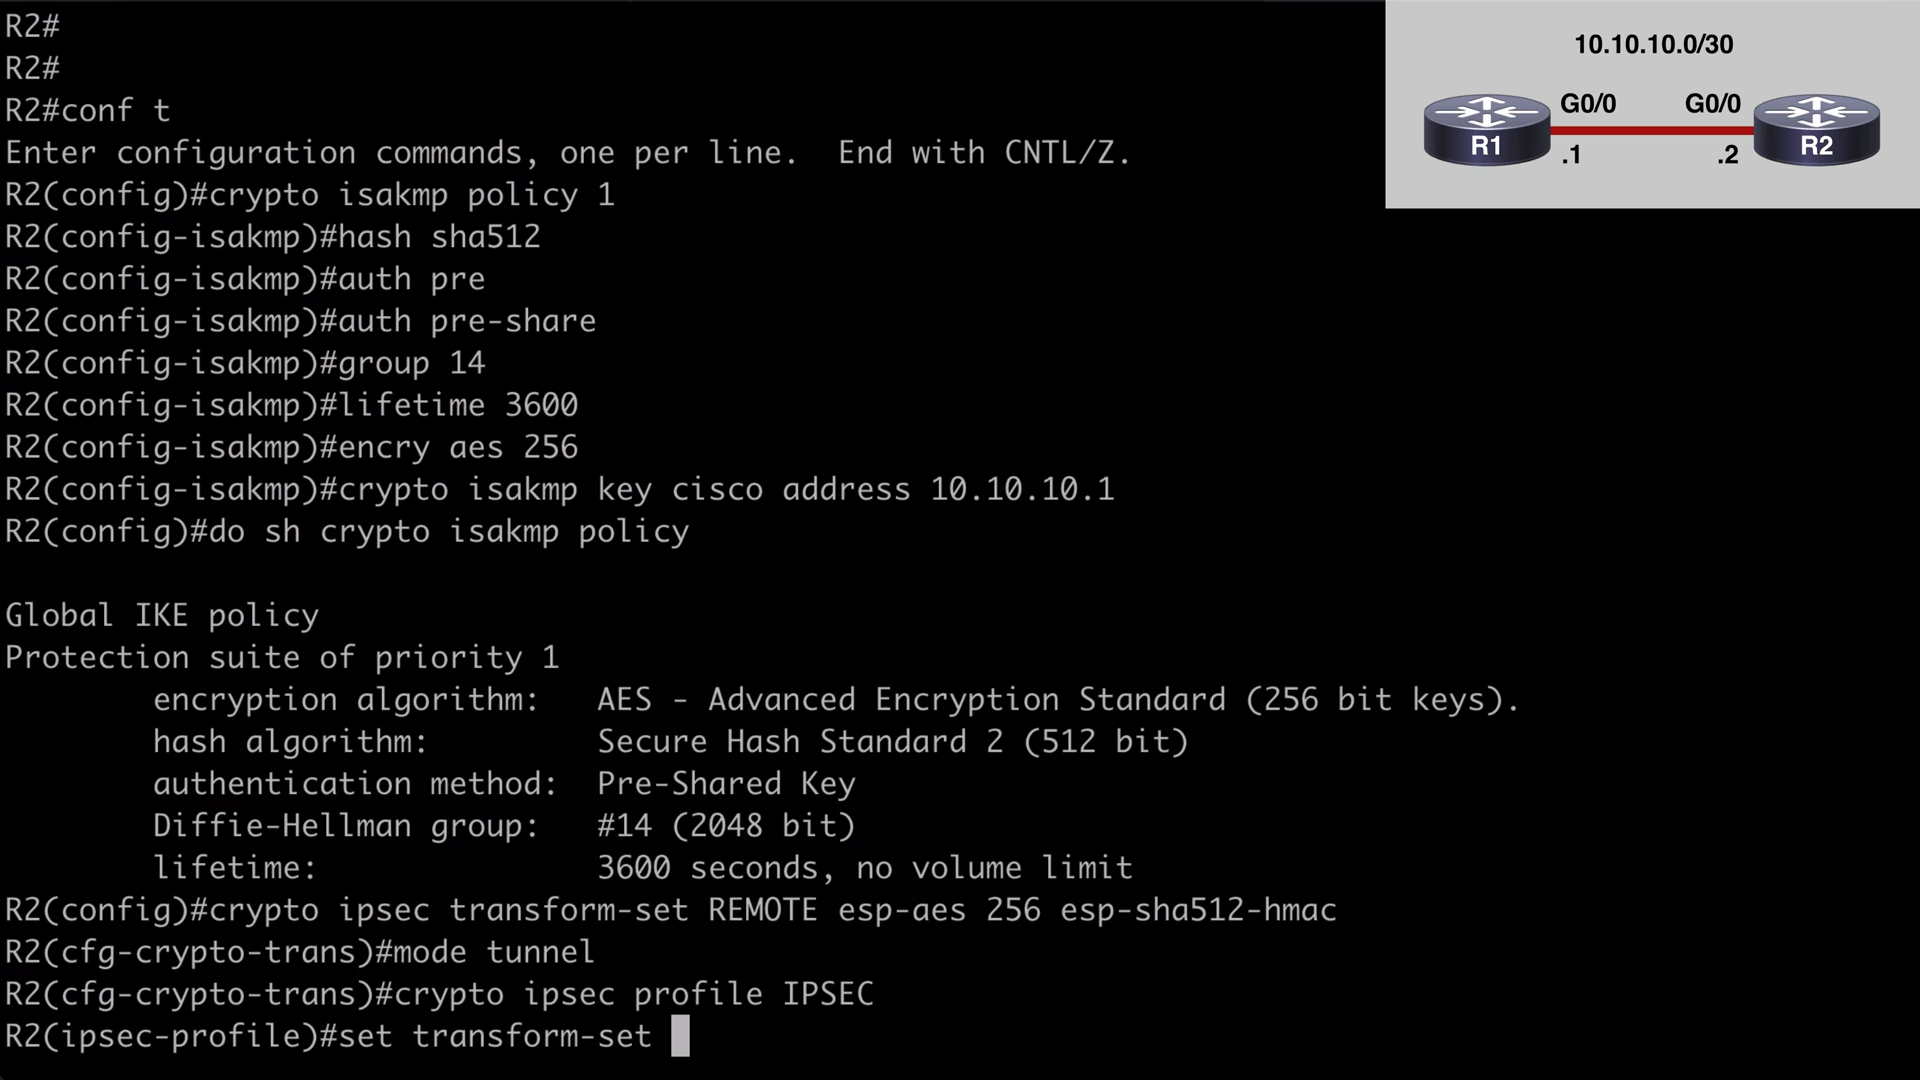 R2#
R2#
R2#conf t
Enter configuration commands, one per line.  End with CNTL/Z.
R2(config)#crypto isakmp policy 1
R2(config-isakmp)#hash sha512
R2(config-isakmp)#auth pre
R2(config-isakmp)#auth pre-share
R2(config-isakmp)#group 14
R2(config-isakmp)#lifetime 3600
R2(config-isakmp)#encry aes 256
R2(config-isakmp)#crypto isakmp key cisco address 10.10.10.1
R2(config)#do sh crypto isakmp policy
Global IKE policy
Protection suite of priority 1
encryption algorithm:   AES - Advanced Encryption Standard (256 bit keys).
hash algorithm:         Secure Hash Standard 2 (512 bit)
authentication method:  Pre-Shared Key
Diffie-Hellman group:   #14 (2048 bit)
lifetime:               3600 seconds, no volume limit
R2(config)#crypto ipsec transform-set REMOTE esp-aes 256 esp-sha512-hmac
R2(cfg-crypto-trans)#mode tunnel
R2(cfg-crypto-trans)#crypto ipsec profile IPSEC
R2(ipsec-profile)#set transform-set
10.10.10.0/30
G0/0 G0/0
R1 R2
.1 .2